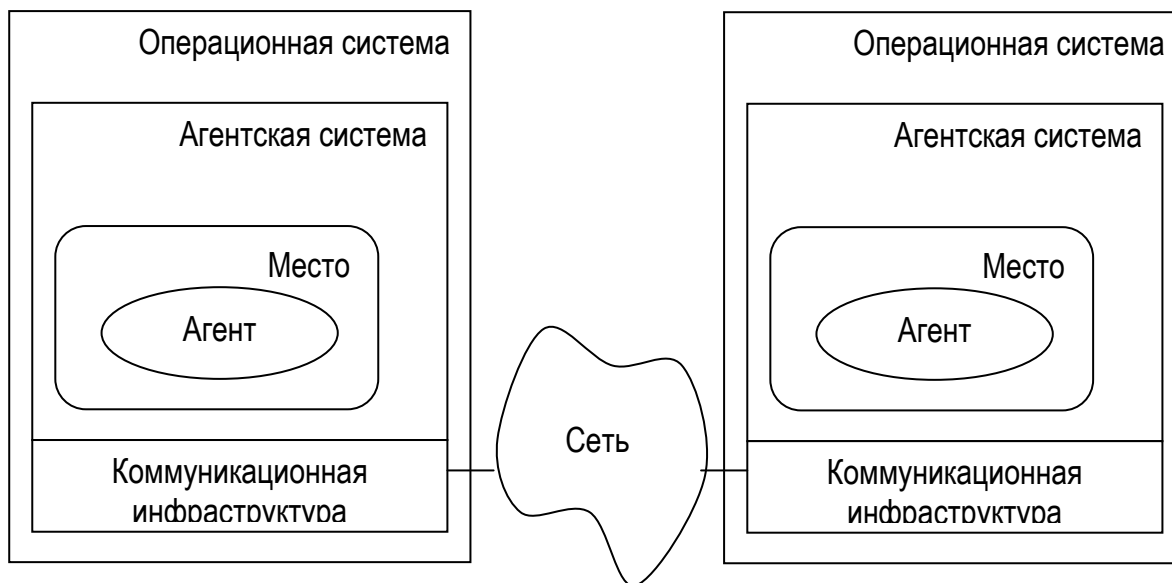 Операционная система
Агентская система
Место
Агент
Коммуникационная
инфраструктура
Сеть
Операционная система
Агентская система
Место
Агент
Коммуникационная
инфраструктура